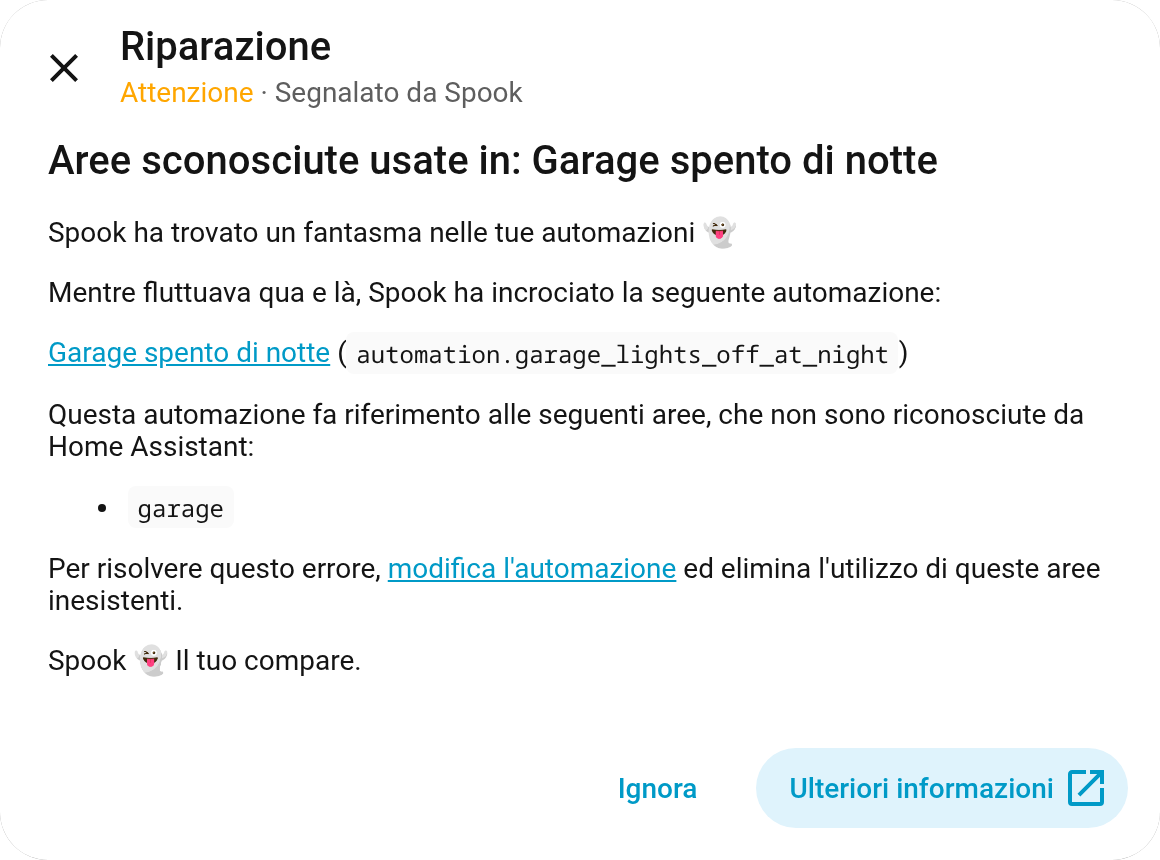 Riparazione
Attenzione · Segnalato da Spook
Aree sconosciute usate in: Garage spento di notte
Spook ha trovato un fantasma nelle tue automazioni 👻
Mentre fluttuava qua e là, Spook ha incrociato la seguente automazione:
Garage spento di notte ( automation.garage_lights_off_at_night )
Questa automazione fa riferimento alle seguenti aree, che non sono riconosciute da
Home Assistant:
• garage
Per risolvere questo errore, modifica l'automazione ed elimina l'utilizzo di queste aree
inesistenti.
Spook 👻 Il tuo compare.
Ignora
Ulteriori informazioni